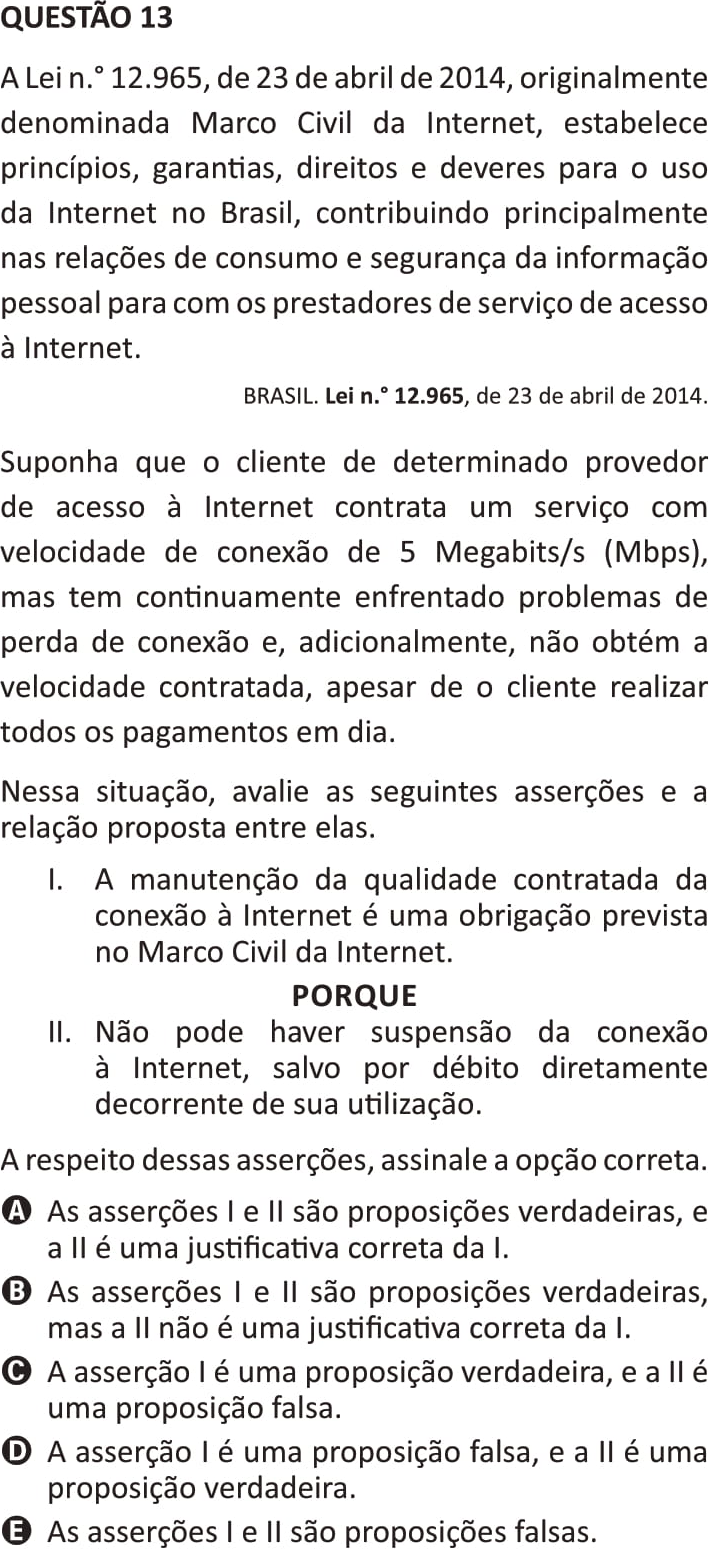 QUESTÃO 13
A Lei n.° 12.965, de 23 de abril de 2014, originalmente
denominada Marco Civil da Internet, estabelece
princípios, garantias, direitos e deveres para o uso
da Internet no Brasil, contribuindo principalmente
nas relações de consumo e segurança da informação
pessoal para com os prestadores de serviço de acesso
à Internet.
BRASIL. Lei n.° 12.965, de 23 de abril de 2014.
Suponha que o cliente de determinado provedor
de acesso à Internet contrata um serviço com
velocidade de conexão de 5 Megabits/s (Mbps),
mas tem continuamente enfrentado problemas de
perda de conexão e, adicionalmente, não obtém a
velocidade contratada, apesar de o cliente realizar
todos os pagamentos em dia.
Nessa situação, avalie as seguintes asserções e a
relação proposta entre elas.
I. A manutenção da qualidade contratada da
conexão à Internet é uma obrigação prevista
no Marco Civil da Internet.
PORQUE
II. Não pode haver suspensão da conexão
à Internet, salvo por débito diretamente
decorrente de sua utilização.
A respeito dessas asserções, assinale a opção correta.
A As asserções I e II são proposições verdadeiras, e
a II é uma justificativa correta da I.
B As asserções I e II são proposições verdadeiras,
mas a II não é uma justificativa correta da I.
C A asserção I é uma proposição verdadeira, e a II é
uma proposição falsa.
D A asserção I é uma proposição falsa, e a II é uma
proposição verdadeira.
E As asserções I e II são proposições falsas.